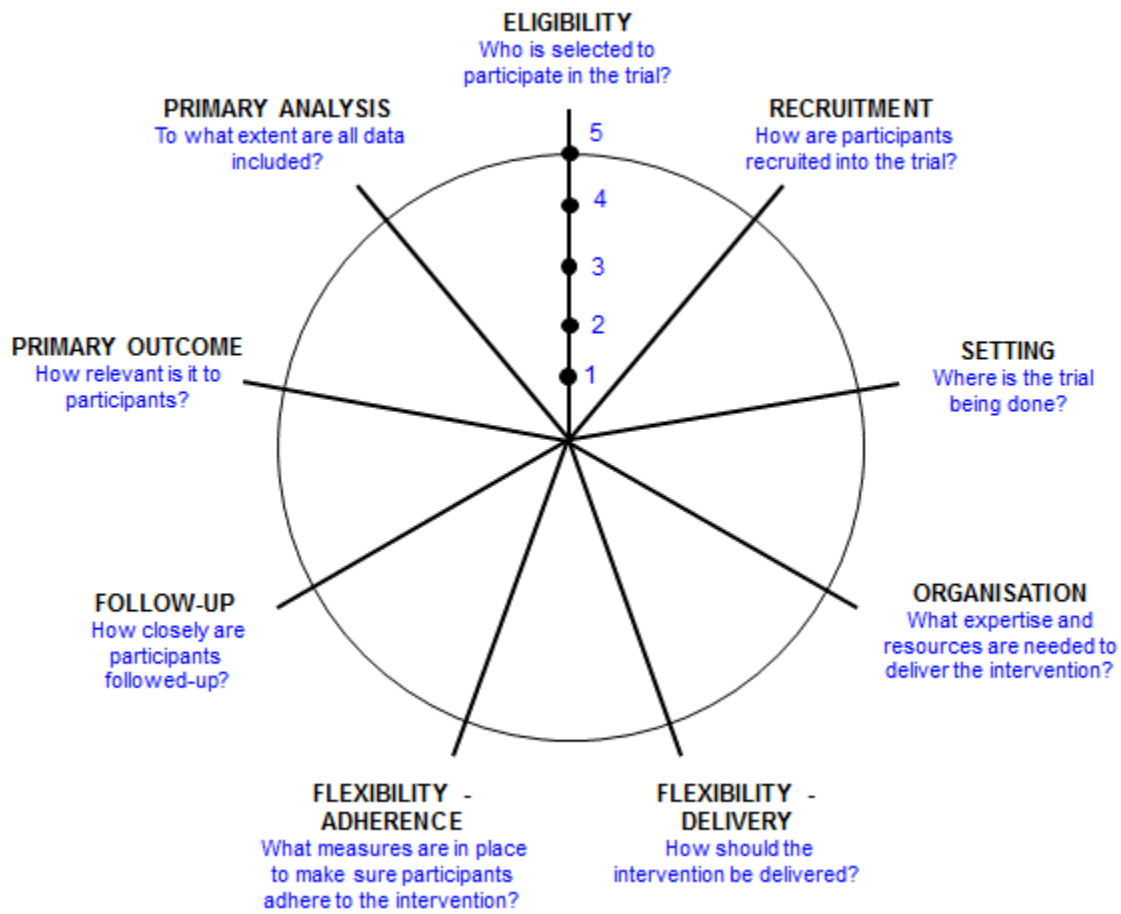 ELIGIBILITY
Who is selected to
participate in the trial?
PRIMARY ANALYSIS
To what extent are all data
included?
RECRUITMENT
How are participants
recruited into the trial?
5
4
3
2
1
PRIMARY OUTCOME
How relevant is it to
participants?
SETTING
Where is the trial
being done?
FOLLOW-UP
How closely are
participants
followed-up?
ORGANISATION
What expertise and
resources are needed to
deliver the intervention?
FLEXIBILITY -
ADHERENCE
What measures are in place
to make sure participants
adhere to the intervention?
FLEXIBILITY -
DELIVERY
How should the
intervention be delivered?